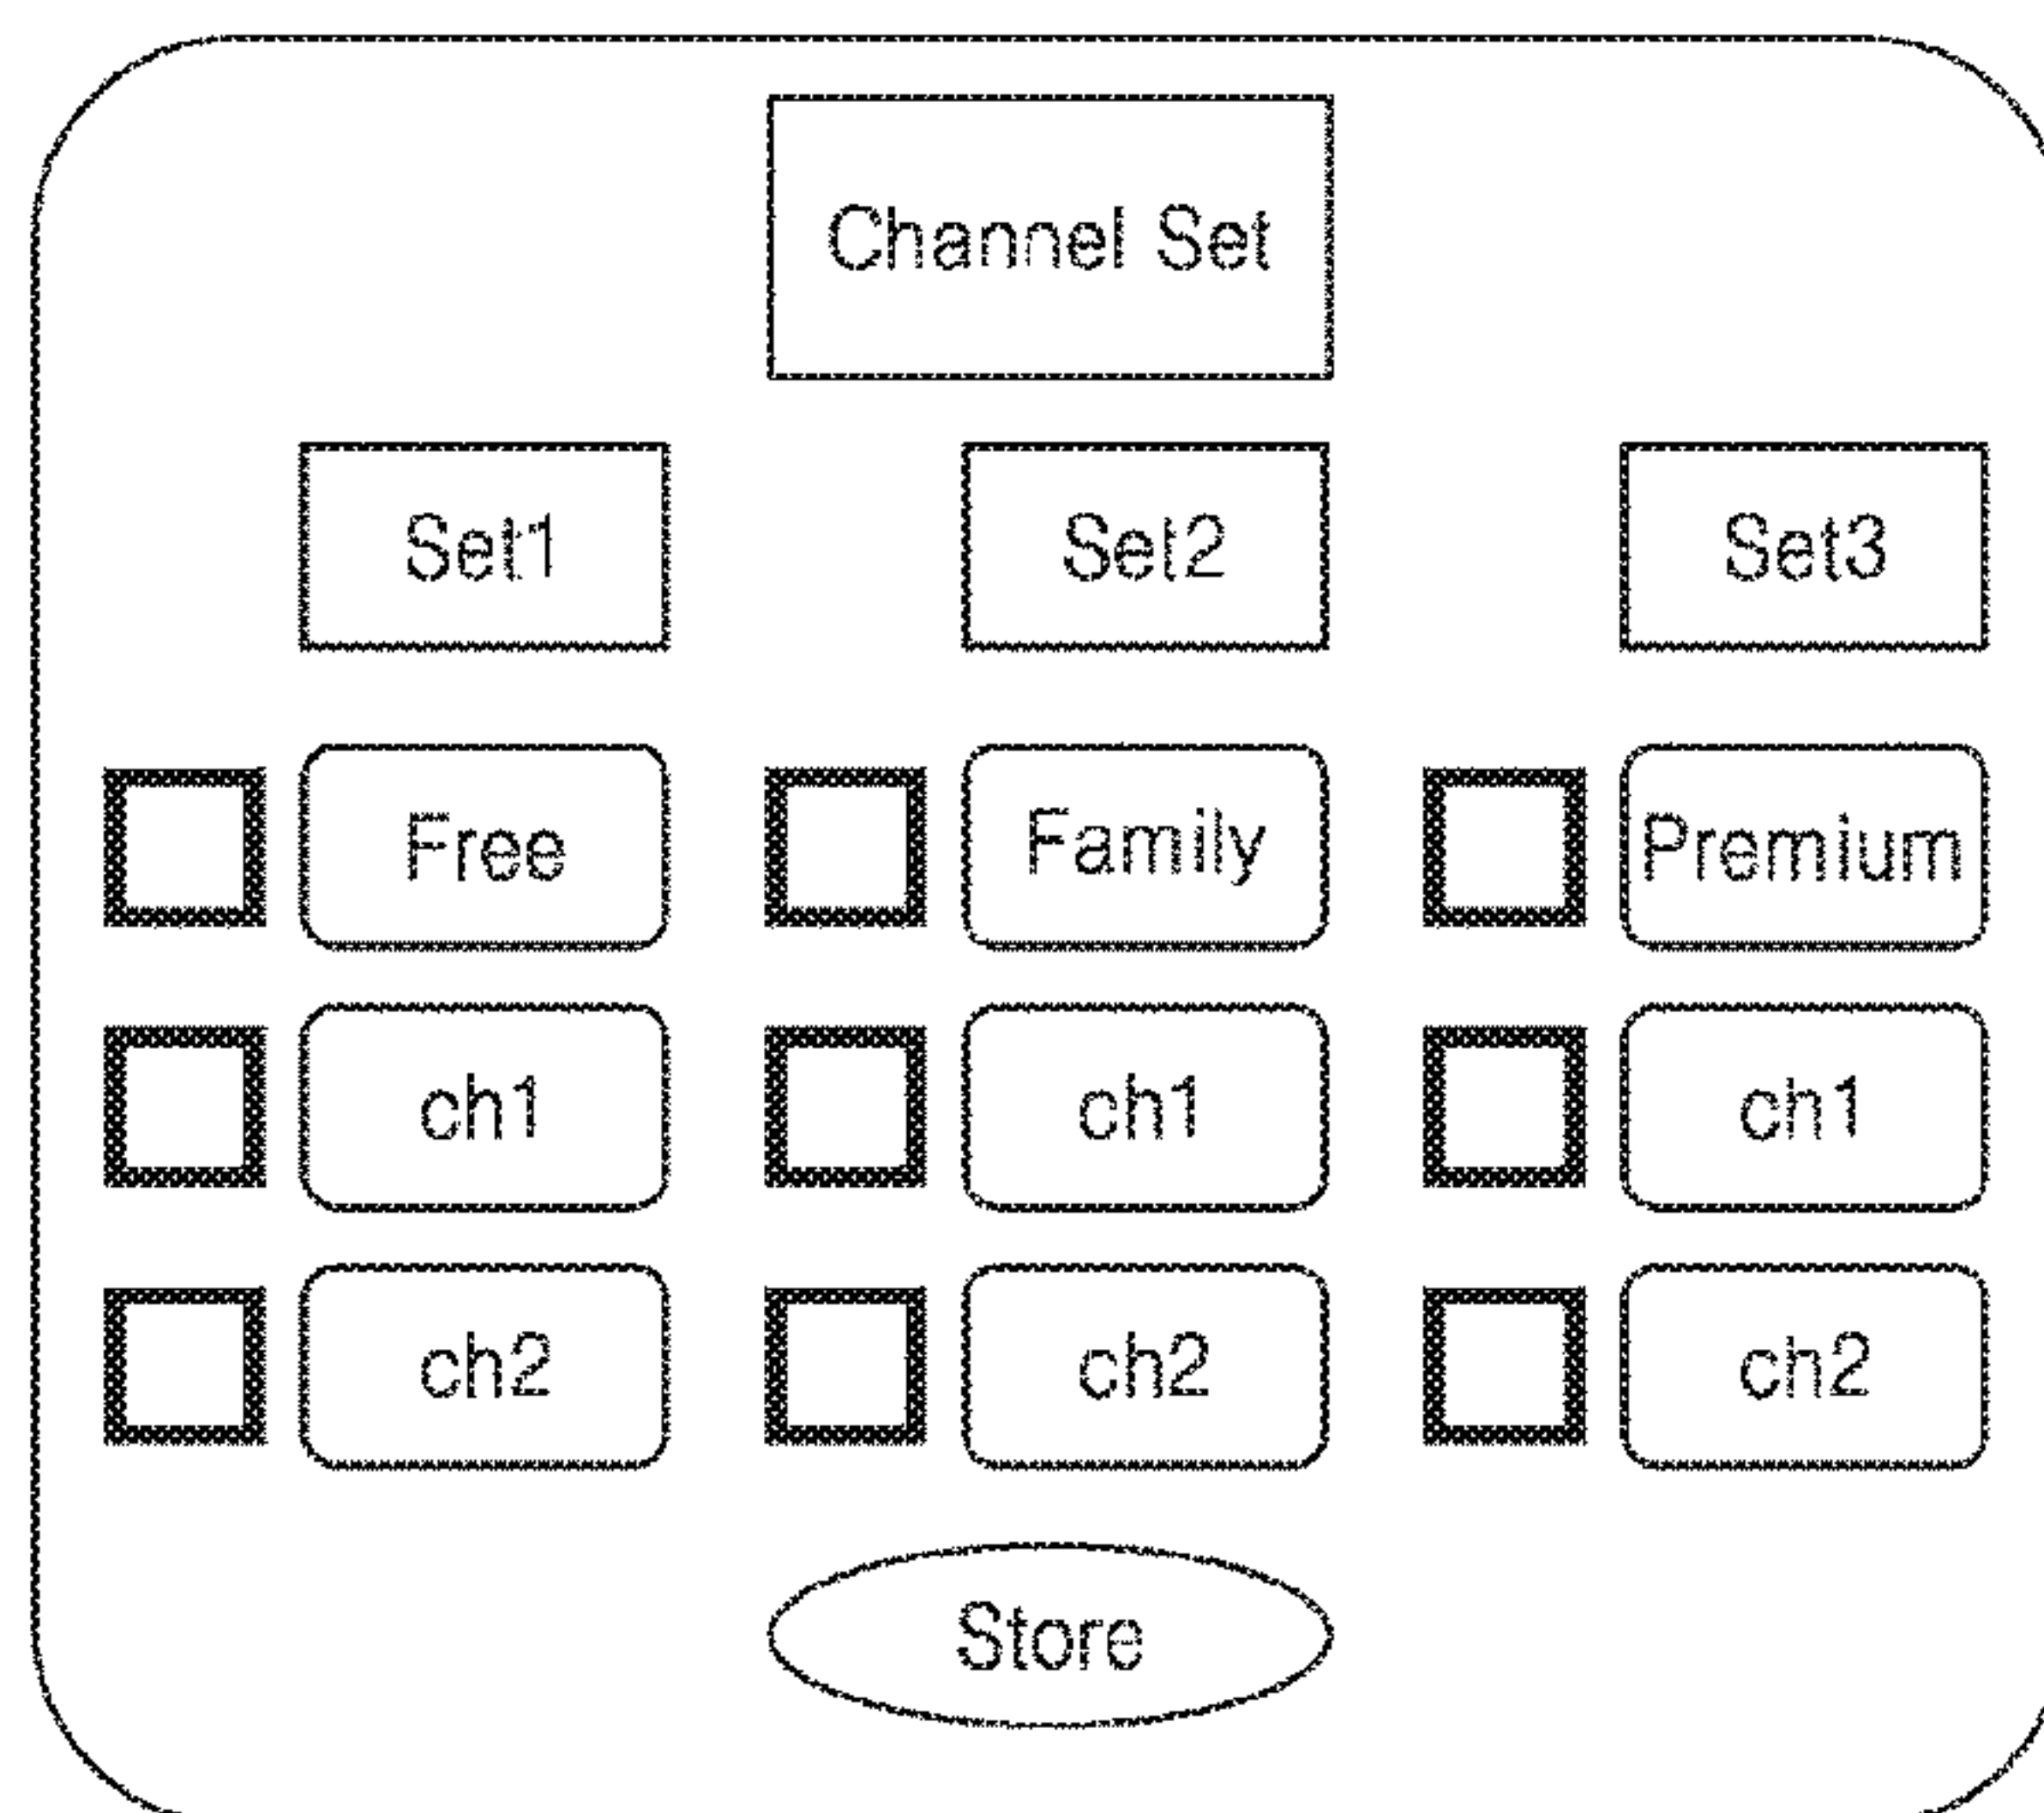 Channel Set
Set1 Set2 Set3
Free Family Premium
ch1 ch1 ch1
ch2 ch2 ch2
Store